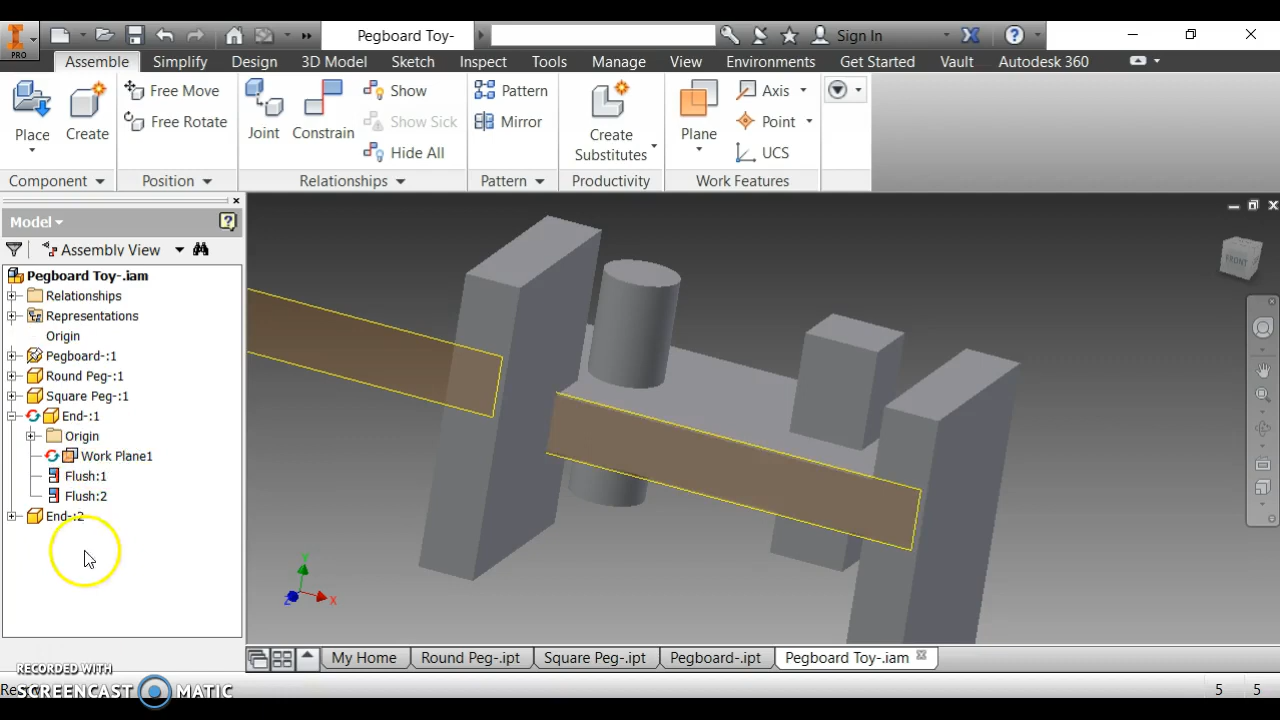 PRO
Pegboard Toy-
Sign In
Assemble Simplify Design 3D Model Sketch Inspect Tools Manage View Environments Get Started Vault Autodesk 360
Place
Create
Free Move
Free Rotate
Joint
Constrain
Show
Show Sick
Hide All
Pattern
Mirror
Create
Substitutes
Plane
Axis
Point
UCS
Component Position Relationships Pattern Productivity Work Features
Model
Assembly View
Pegboard Toy-.iam
Relationships
Representations
Origin
Pegboard-:1
Round Peg-:1
Square Peg-:1
End-:1
Origin
Work Plane1
Flush:1
Flush:2
End-:2
FRONT
Y
Z
X
My Home Round Peg-.ipt Square Peg-.ipt Pegboard-.ipt Pegboard Toy-.iam
RECORDED WITH
SCREENCAST MATIC
5 5